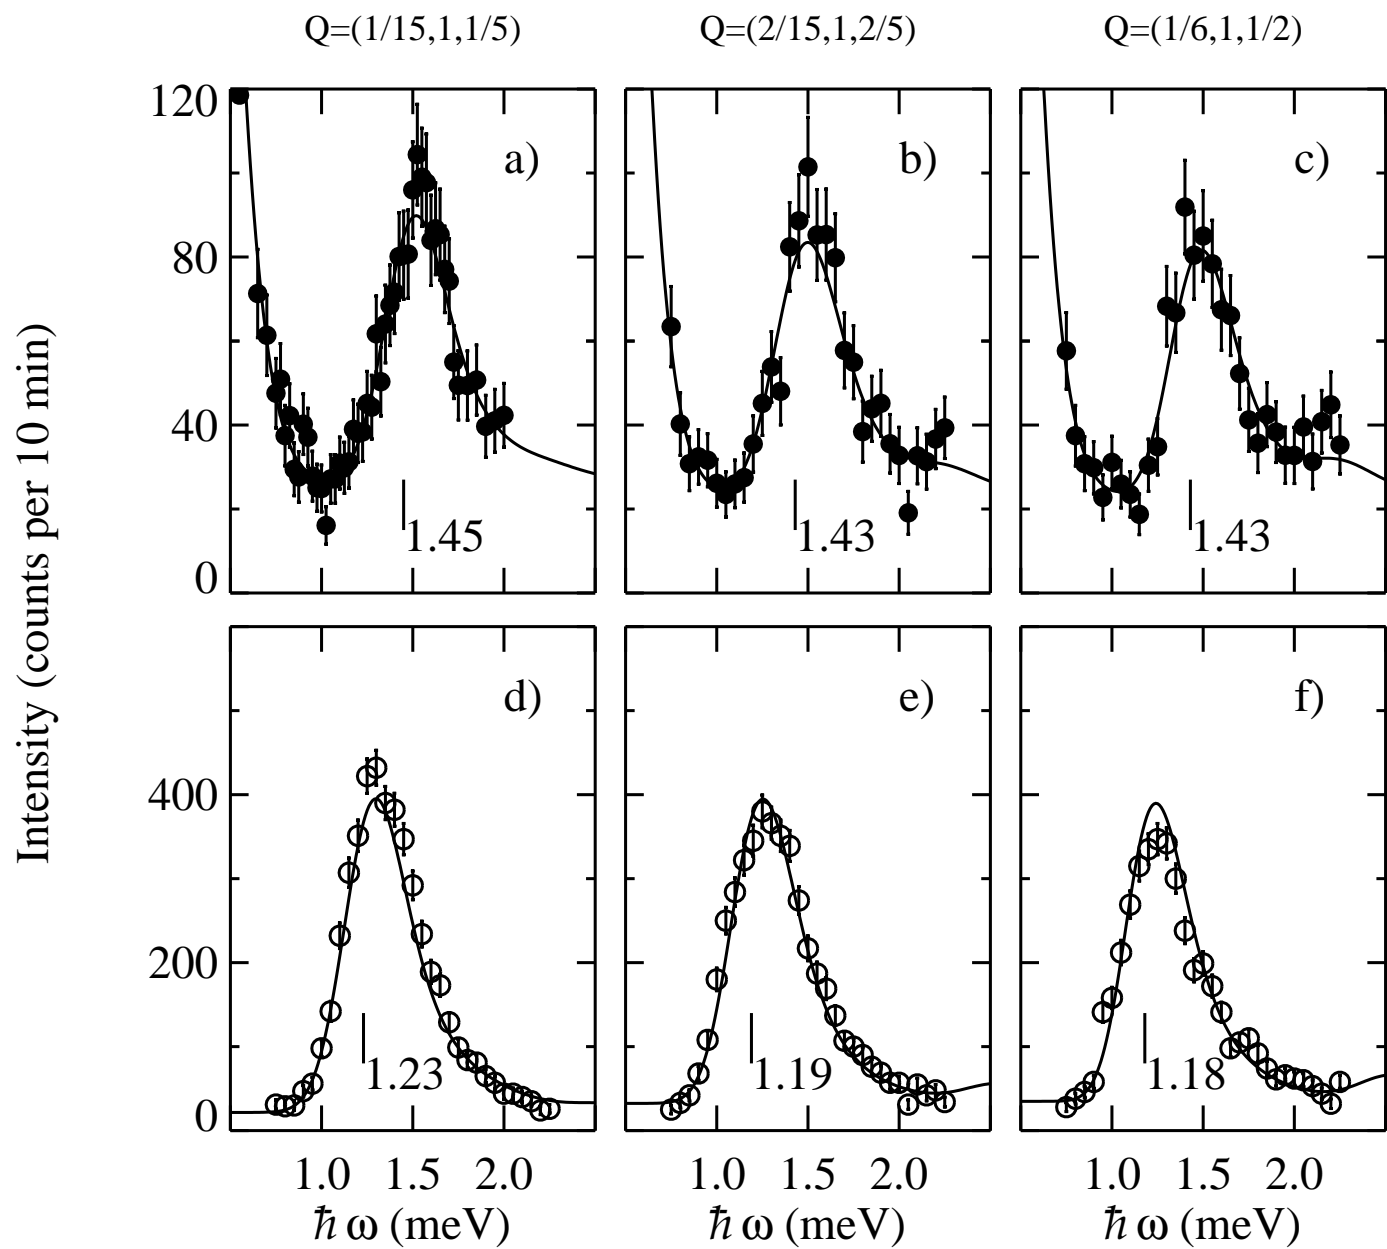 Q=(1/15,1,1/5) Q=(2/15,1,2/5) Q=(1/6,1,1/2)
Intensity (counts per 10 min)
120
80
40
0
a)
1.45
b)
1.43
c)
1.43
400
200
0
d)
1.23
e)
1.19
f)
1.18
1.0 1.5 2.0 1.0 1.5 2.0 1.0 1.5 2.0
ℏ ω (meV) ℏ ω (meV) ℏ ω (meV)